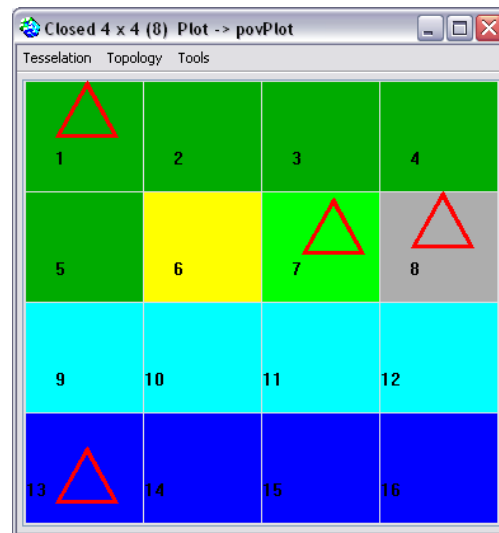 Closed 4 x 4 (8) Plot -> povPlot
Tesselation Topology Tools
1 2 3 4
5 6 7 8
9 10 11 12
13 14 15 16